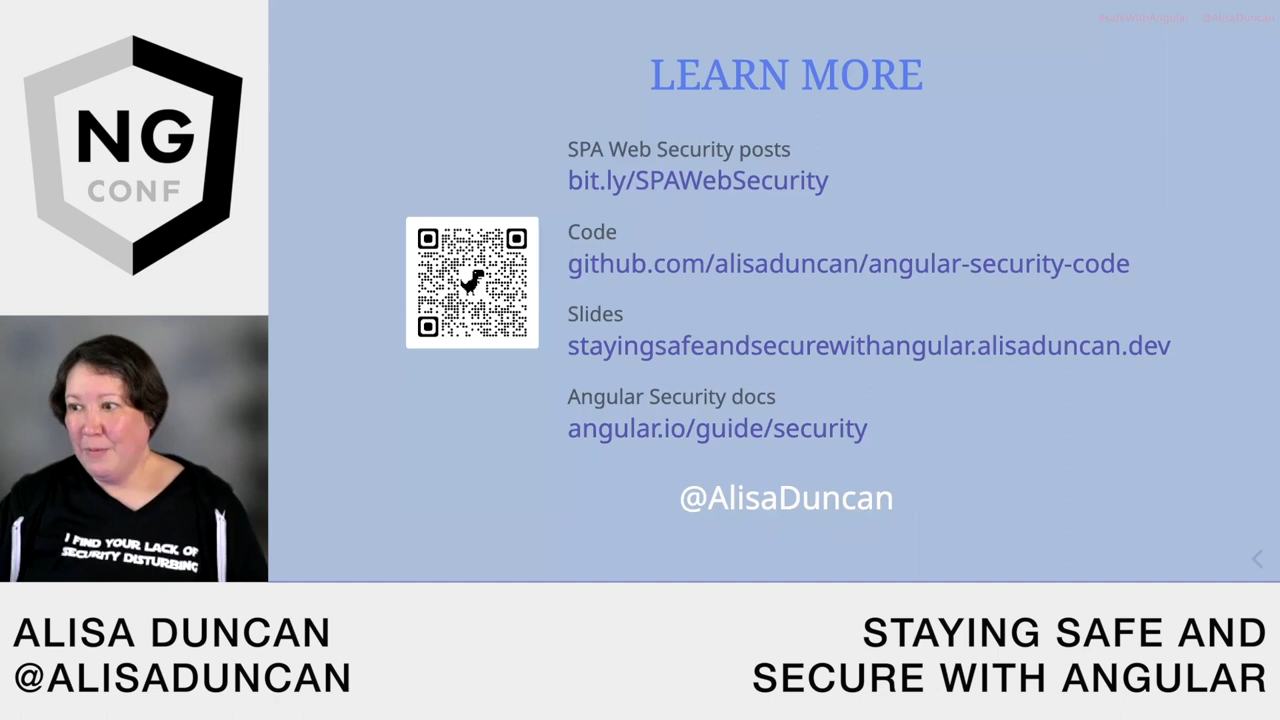 #safeWithAngular @AlisaDuncan
NG
CONF
LEARN MORE
SPA Web Security posts
bit.ly/SPAWebSecurity
Code
github.com/alisaduncan/angular-security-code
Slides
stayingsafeandsecurewithangular.alisaduncan.dev
Angular Security docs
angular.io/guide/security
@AlisaDuncan
I FIND YOUR LACK OF
SECURITY DISTURBING
ALISA DUNCAN
@ALISADUNCAN
STAYING SAFE AND
SECURE WITH ANGULAR